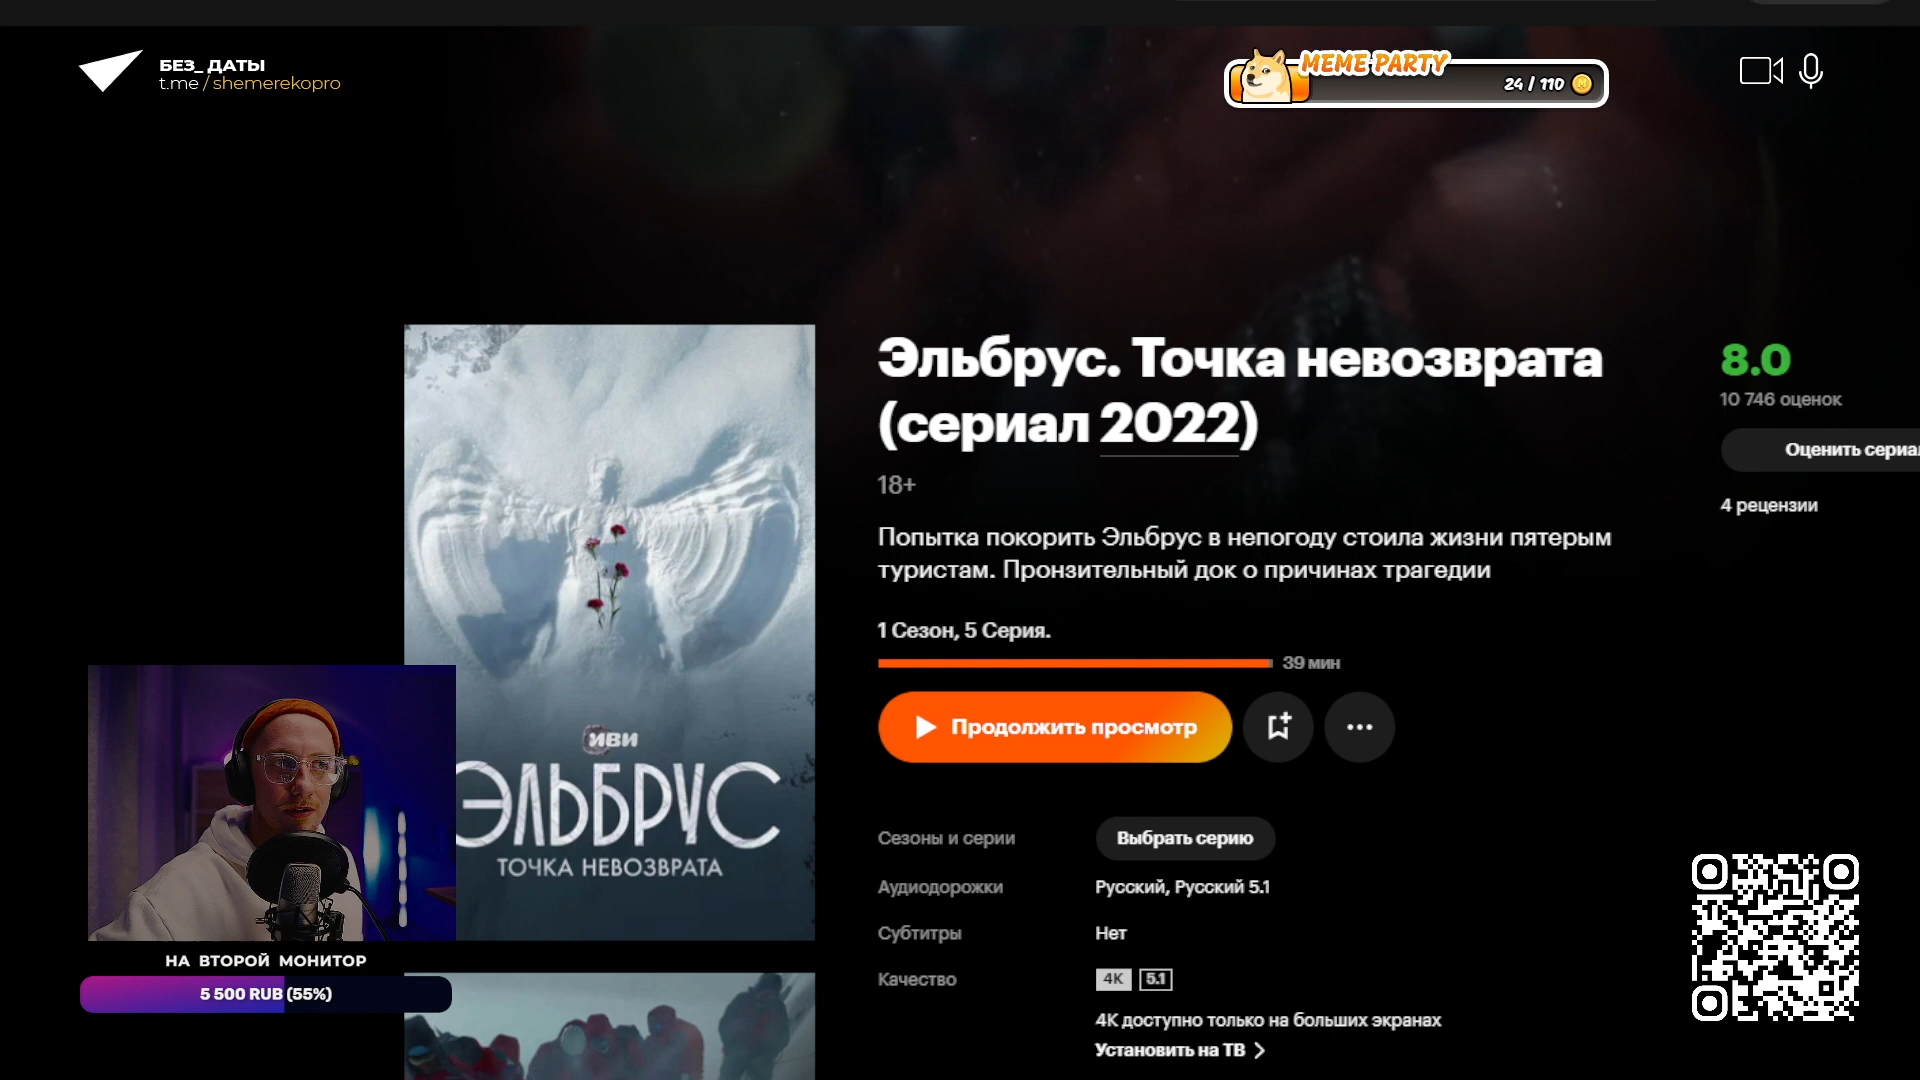 БЕЗ_ДАТЫ
t.me/shemerekopro
MEME PARTY
24 / 110
Эльбрус. Точка невозврата
(сериал 2022)
18+
Попытка покорить Эльбрус в непогоду стоила жизни пятерым
туристам. Пронзительный док о причинах трагедии
1 Сезон, 5 Серия.
39 мин
Продолжить просмотр
8.0
10 746 оценок
Оценить сериал
4 рецензии
иви
ЭЛЬБРУС
ТОЧКА НЕВОЗВРАТА
Сезоны и серии
Выбрать серию
Аудиодорожки
Русский, Русский 5.1
Субтитры
Нет
Качество
4K 5.1
4K доступно только на больших экранах
Установить на ТВ
НА ВТОРОЙ МОНИТОР
5 500 RUB (55%)